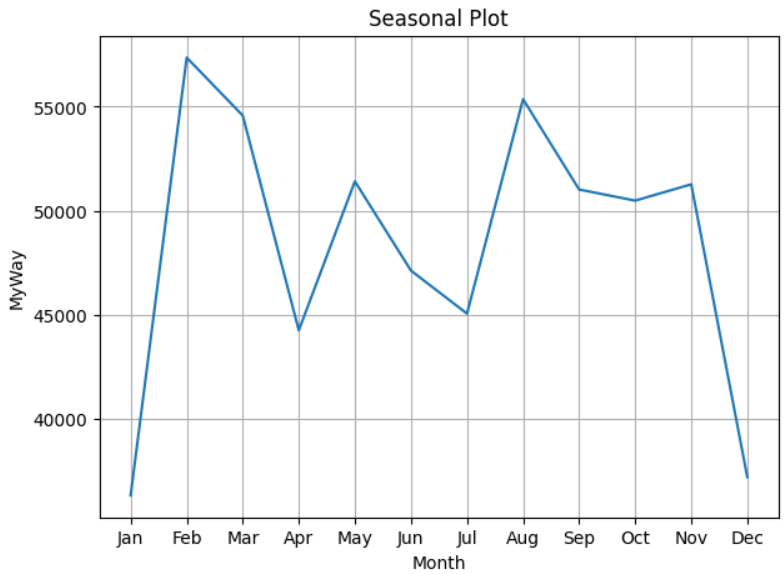 Seasonal Plot
55000
50000
45000
40000
MyWay
Jan Feb Mar Apr May Jun Jul Aug Sep Oct Nov Dec
Month